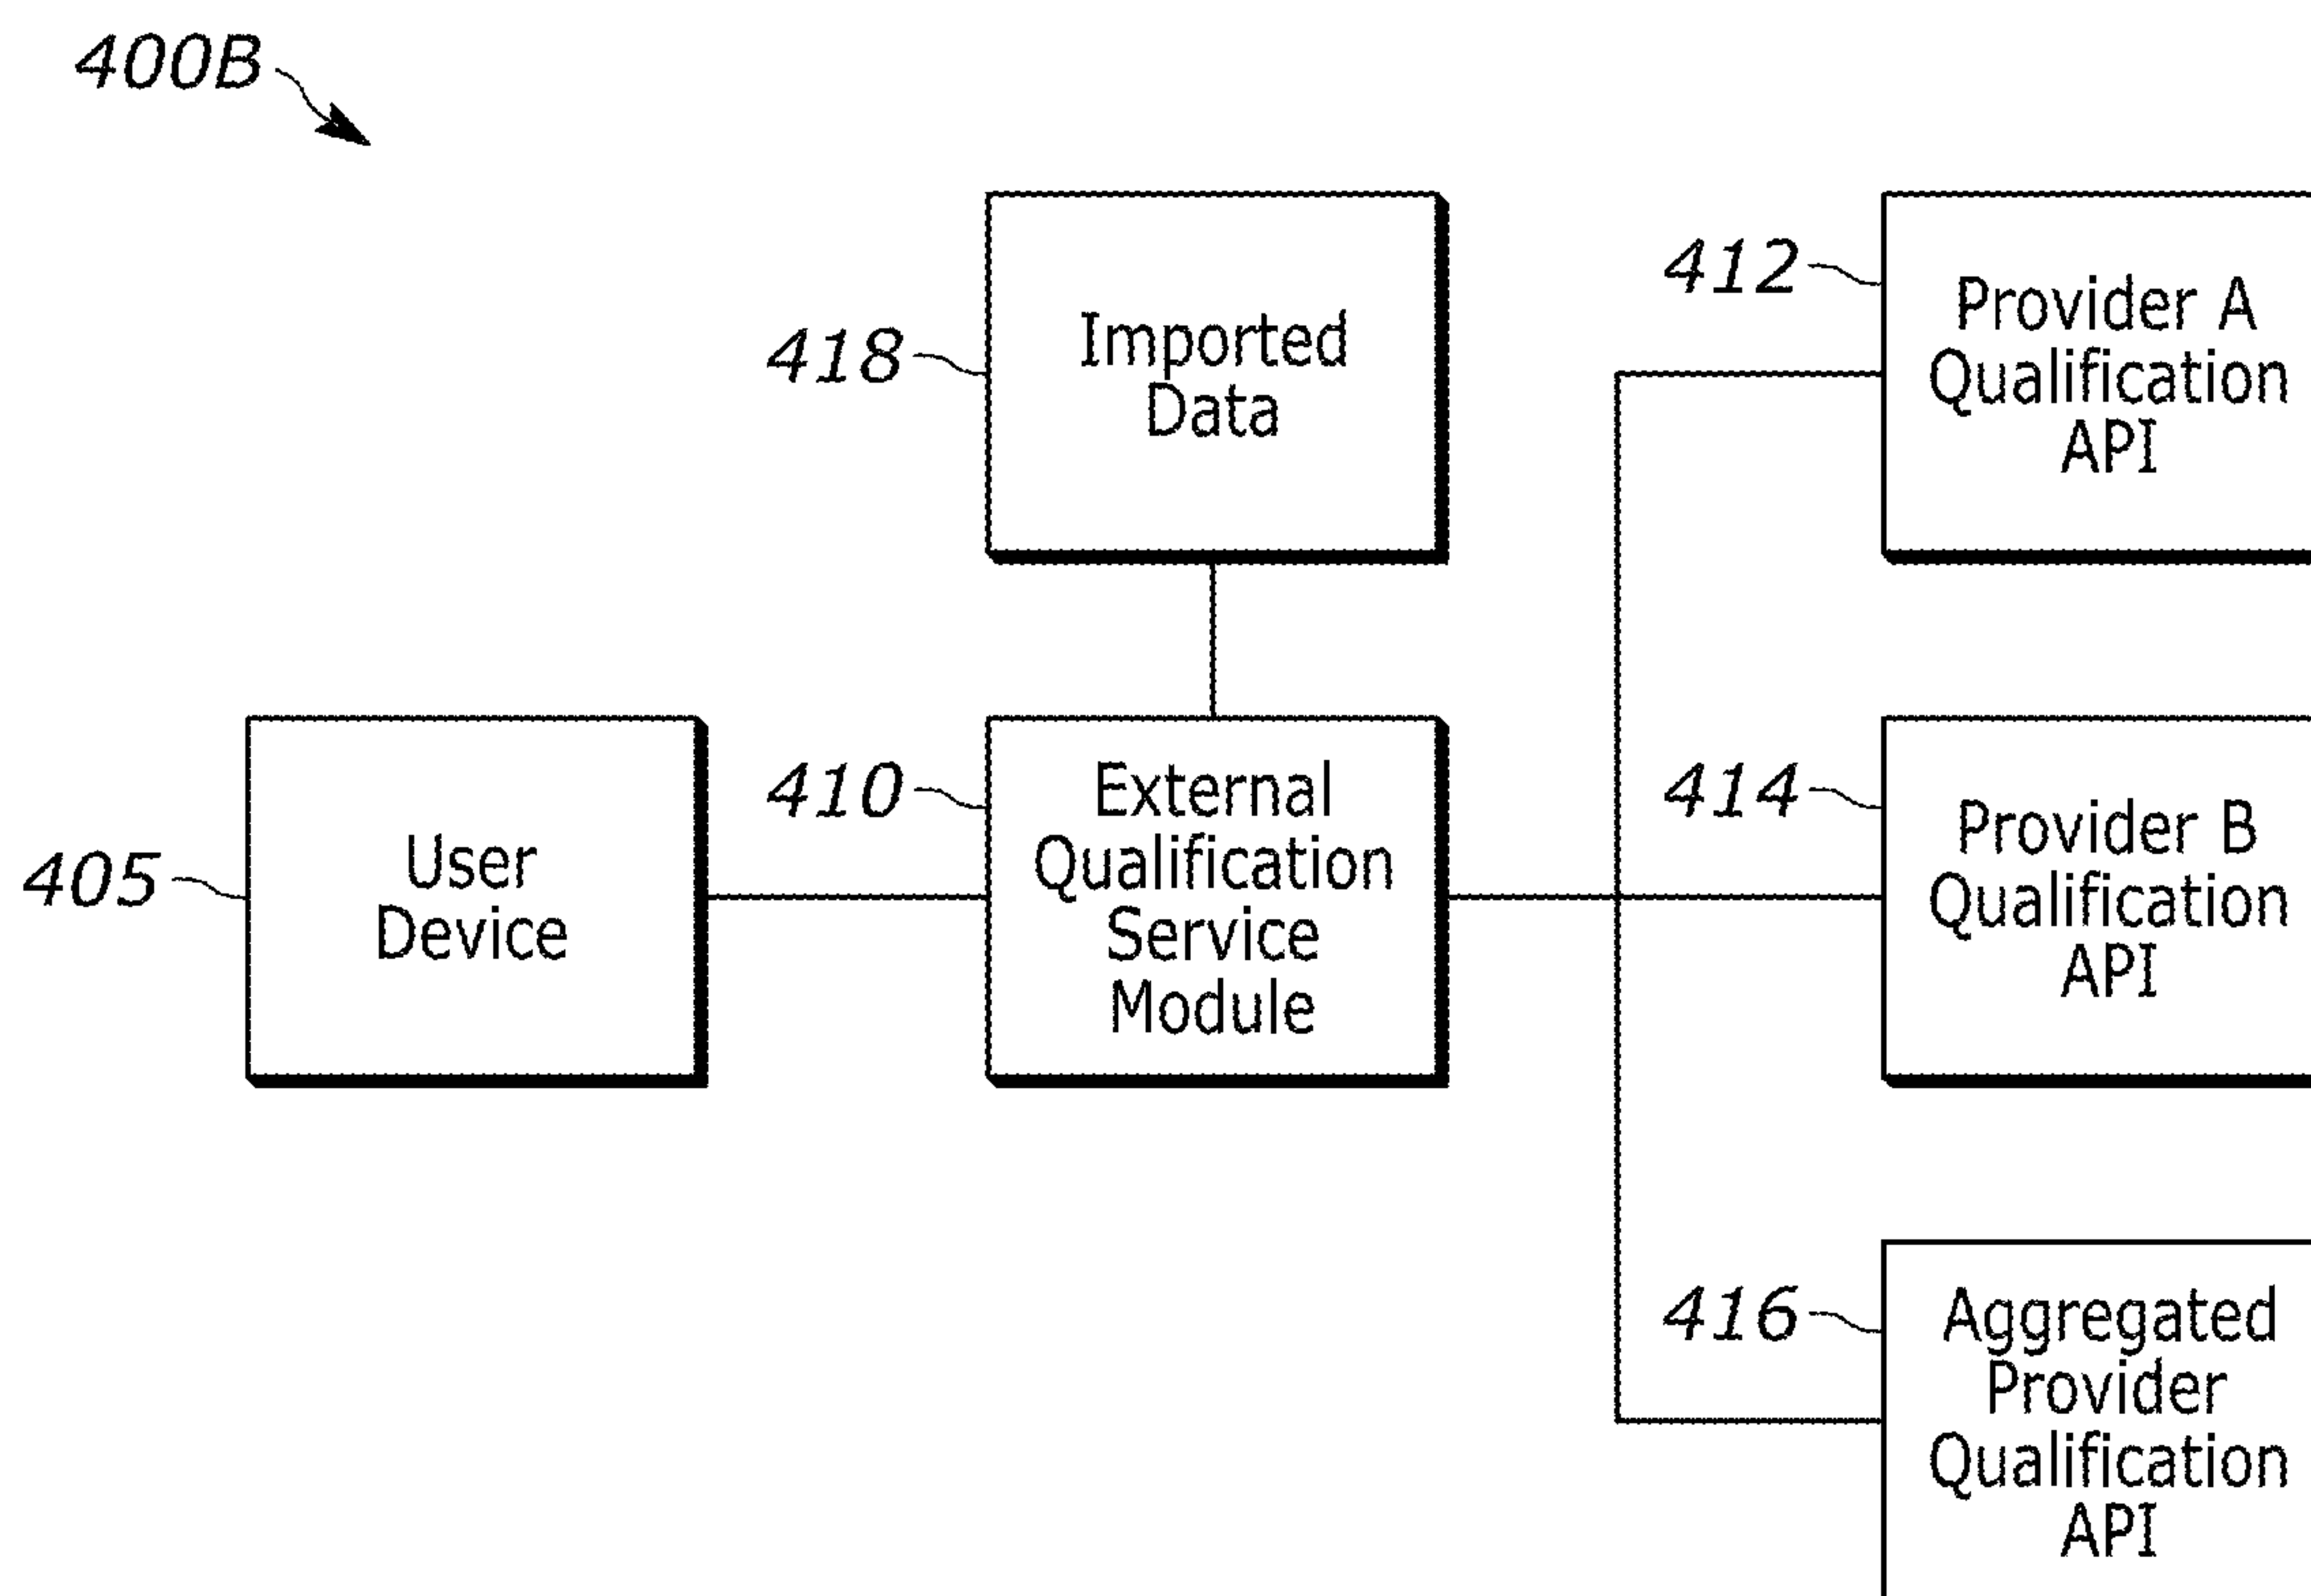 400B
418
Imported
Data
412
Provider A
Qualification
API
405
User
Device
410
External
Qualification
Service
Module
414
Provider B
Qualification
API
416
Aggregated
Provider
Qualification
API